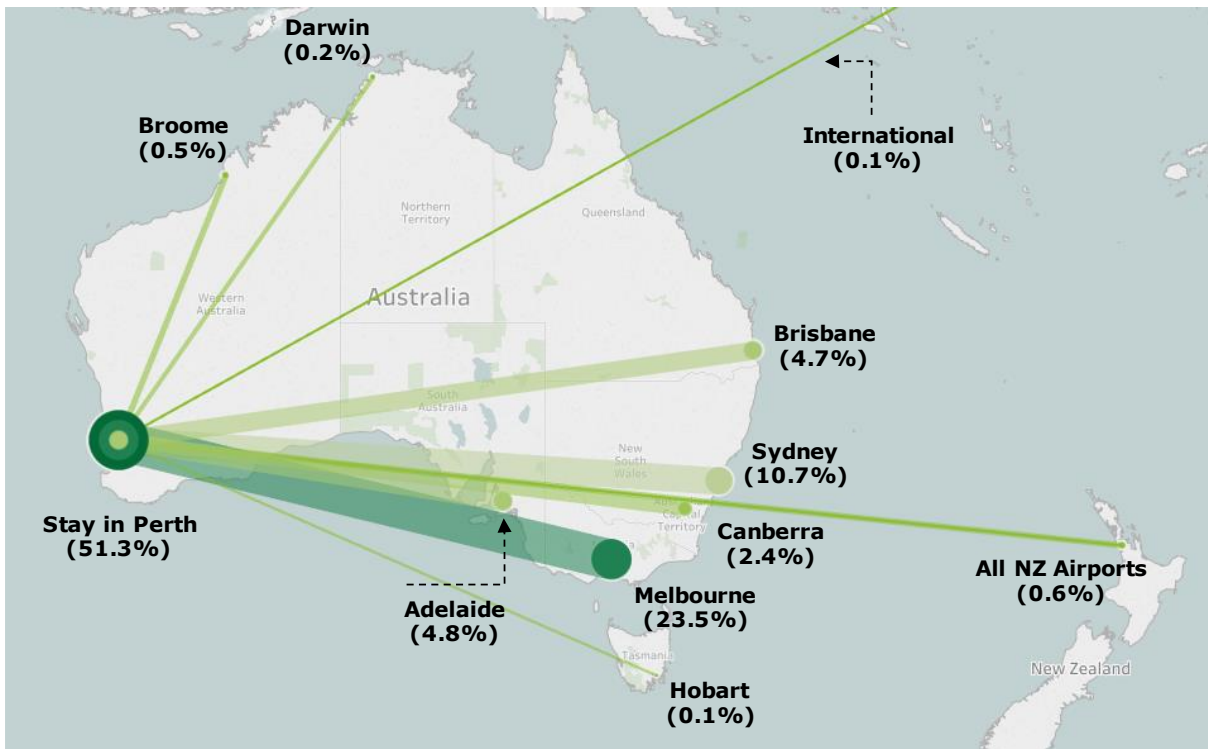 Darwin
(0.2%)
Broome
(0.5%)
International
(0.1%)
Northern
Territory
Queensland
Western
Australia
Australia
Brisbane
(4.7%)
South
Australia
New
South
Wales
Sydney
(10.7%)
Stay in Perth
(51.3%)
Territory
Canberra
(2.4%)
All NZ Airports
(0.6%)
Adelaide
(4.8%)
Melbourne
(23.5%)
Tasmania
New Zealand
Hobart
(0.1%)